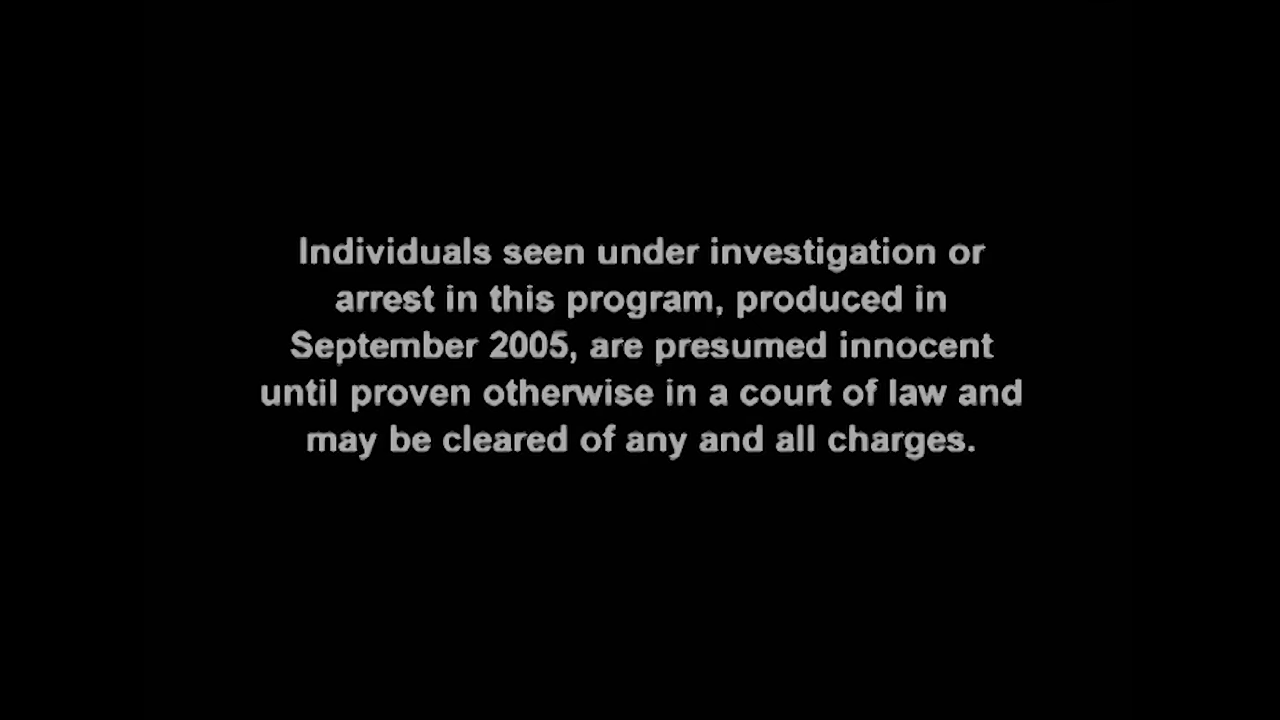 Individuals seen under investigation or
arrest in this program, produced in
September 2005, are presumed innocent
until proven otherwise in a court of law and
may be cleared of any and all charges.